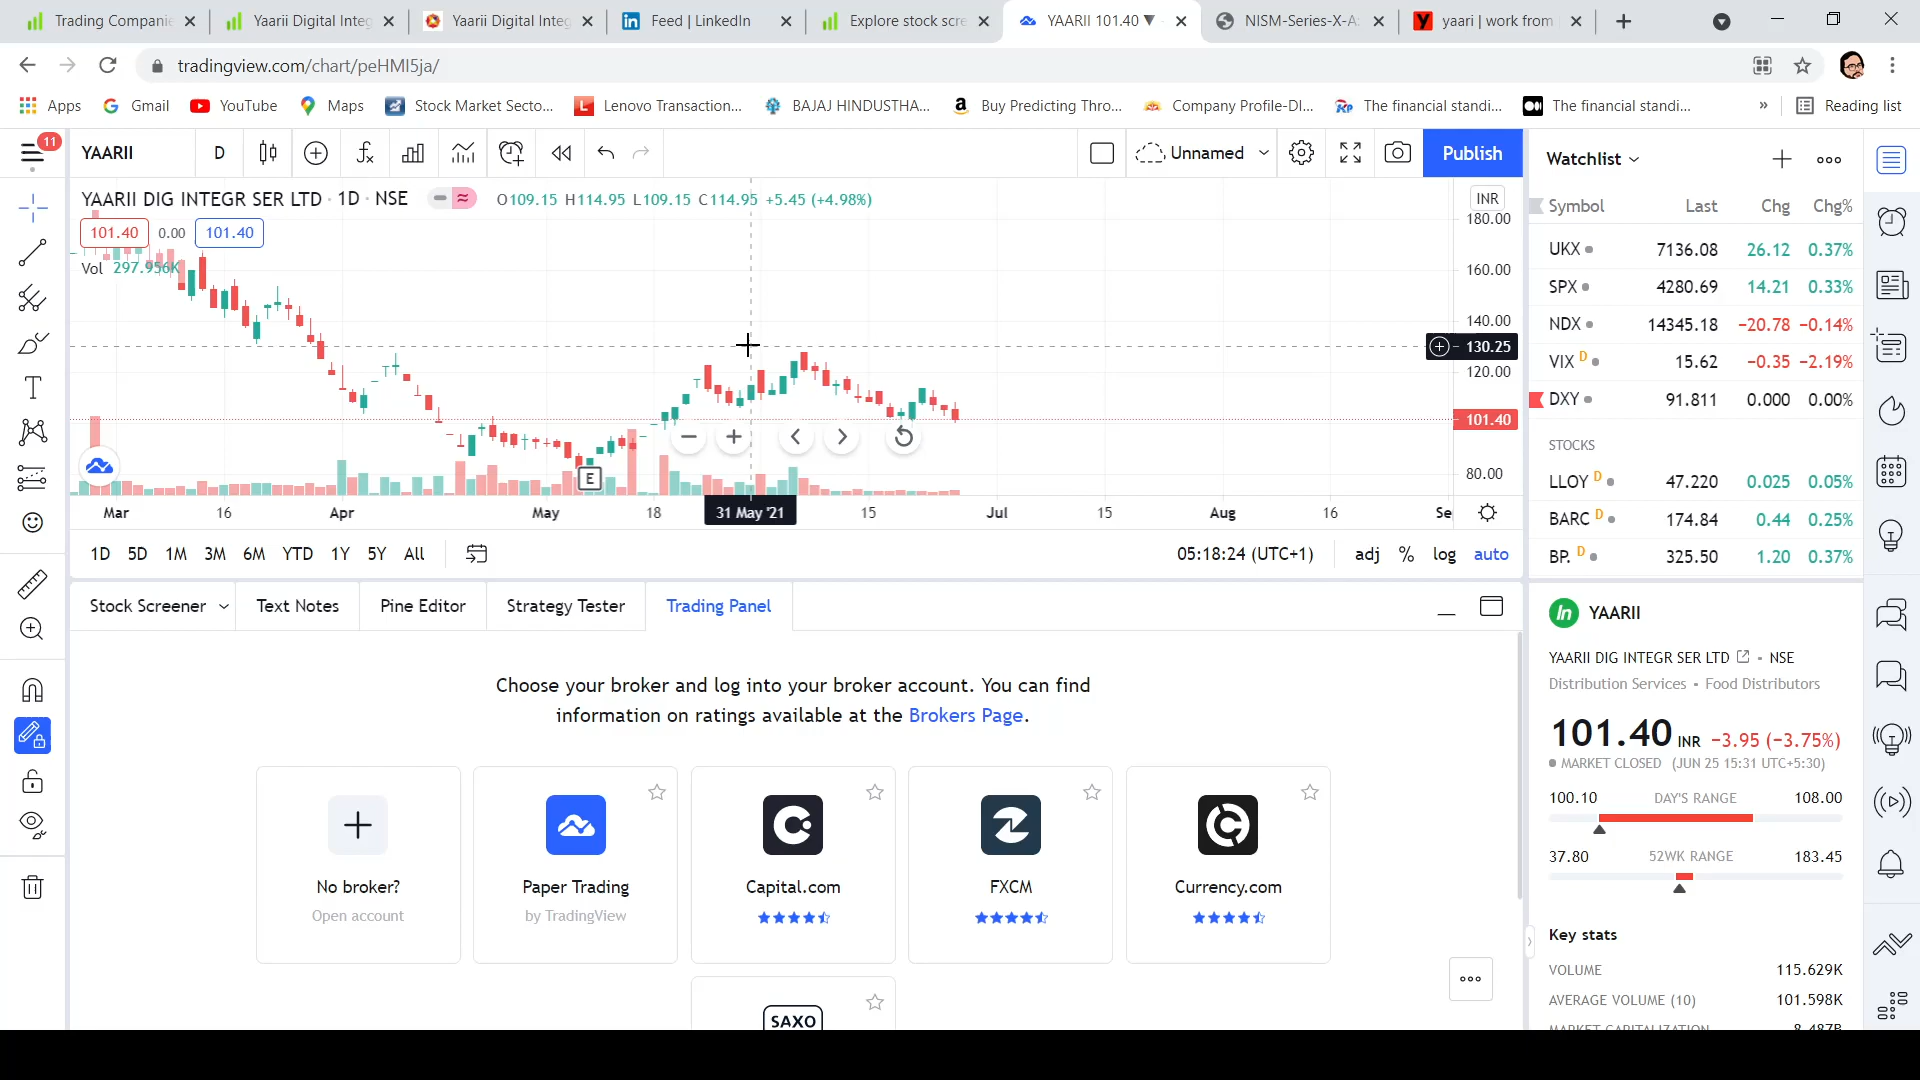 Trading Companie
Yaarii Digital Integ
Yaarii Digital Integ
Feed | LinkedIn
Explore stock scre
YAARII 101.40 ▼
NISM-Series-X-A:
yaari | work from
tradingview.com/chart/peHMI5ja/
Apps
Gmail
YouTube
Maps
Stock Market Secto...
Lenovo Transaction...
BAJAJ HINDUSTHA...
Buy Predicting Thro...
Company Profile-DI...
The financial standi...
The financial standi...
»
Reading list
11
YAARII
D
Unnamed
Publish
YAARII DIG INTEGR SER LTD · 1D · NSE
O109.15 H114.95 L109.15 C114.95 +5.45 (+4.98%)
101.40 0.00 101.40
Vol 297.956K
INR
180.00
160.00
140.00
130.25
120.00
101.40
80.00
E
Mar 16 Apr May 18 31 May '21 15 Jul 15 Aug 16 Se
1D 5D 1M 3M 6M YTD 1Y 5Y All
05:18:24 (UTC+1) adj % log auto
Stock Screener
Text Notes
Pine Editor
Strategy Tester
Trading Panel
Choose your broker and log into your broker account. You can find
information on ratings available at the Brokers Page.
No broker?
Open account
Paper Trading
by TradingView
Capital.com
FXCM
Currency.com
SAXO
Watchlist
Symbol Last Chg Chg%
UKX 7136.08 26.12 0.37%
SPX 4280.69 14.21 0.33%
NDX 14345.18 −20.78 −0.14%
VIX D 15.62 −0.35 −2.19%
DXY 91.811 0.000 0.00%
STOCKS
LLOY D 47.220 0.025 0.05%
BARC D 174.84 0.44 0.25%
BP. D 325.50 1.20 0.37%
In YAARII
YAARII DIG INTEGR SER LTD · NSE
Distribution Services · Food Distributors
101.40 INR −3.95 (−3.75%)
MARKET CLOSED (JUN 25 15:31 UTC+5:30)
100.10 DAY'S RANGE 108.00
37.80 52WK RANGE 183.45
Key stats
VOLUME 115.629K
AVERAGE VOLUME (10) 101.598K
MARKET CAPITALIZATION 8.487B